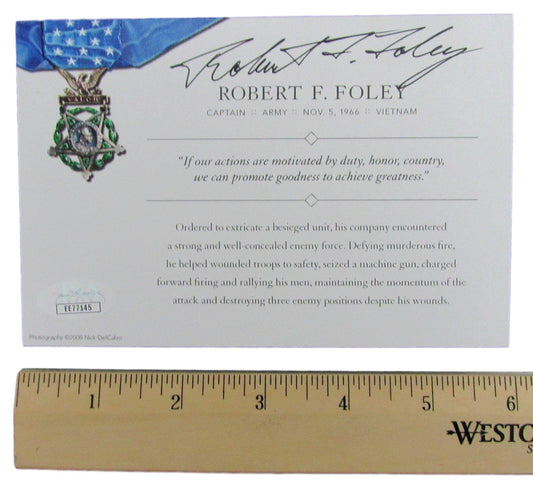 Robert F. Foley
VALOR
ROBERT F. FOLEY
CAPTAIN :: ARMY :: NOV. 5, 1966 :: VIETNAM
"If our actions are motivated by duty, honor, country,
we can promote goodness to achieve greatness."
Ordered to extricate a besieged unit, his company encountered
a strong and well-concealed enemy force. Defying murderous fire,
he helped wounded troops to safety, seized a machine gun, charged
forward firing and rallying his men, maintaining the momentum of the
attack and destroying three enemy positions despite his wounds.
EE77145
Photography ©2008 Nick DelCalzo
1 2 3 4 5 6
WESTC